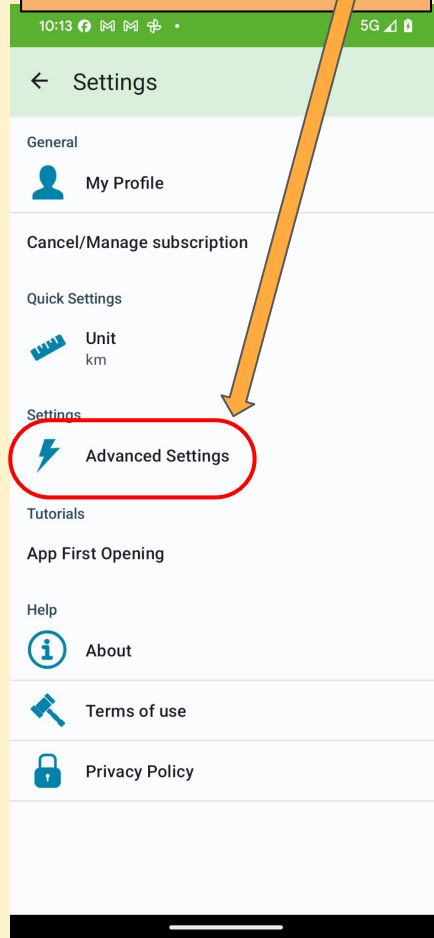 10:13
5G
Settings
General
My Profile
Cancel/Manage subscription
Quick Settings
Unit
km
Settings
Advanced Settings
Tutorials
App First Opening
Help
About
Terms of use
Privacy Policy